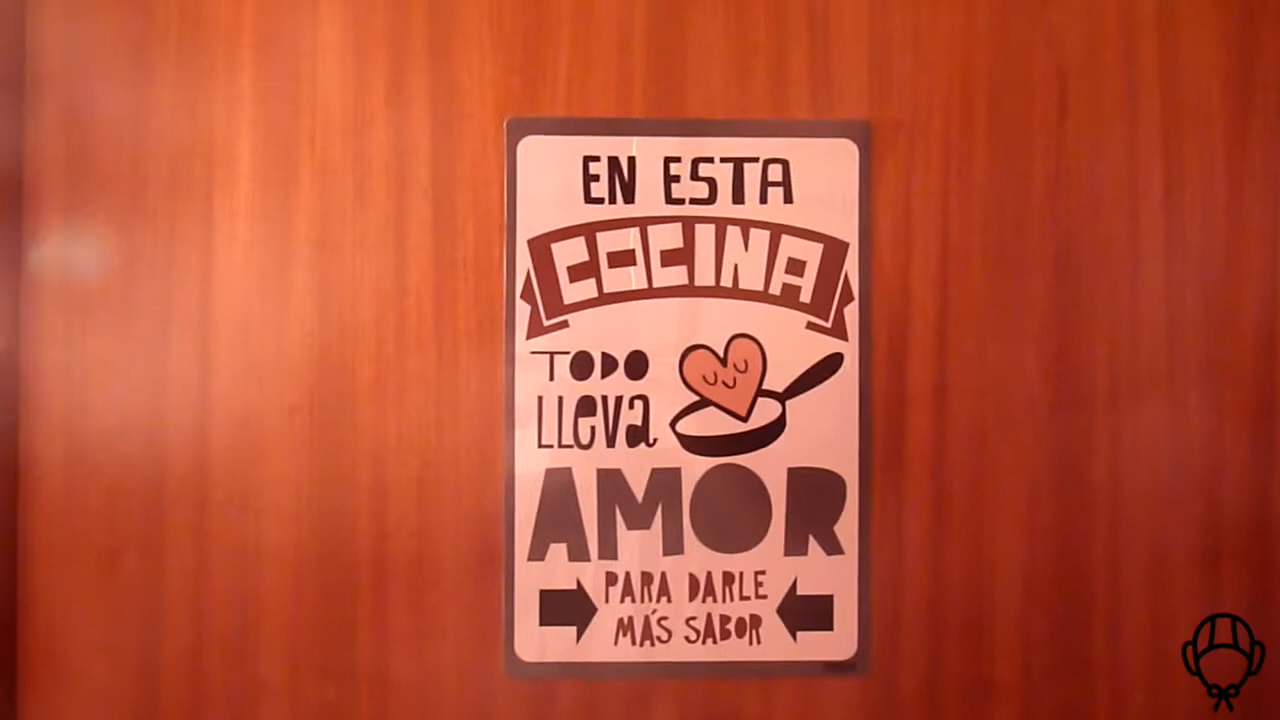 EN ESTA
COCINA
TODO
LLeva
AMOR
PARA DARLE
MÁS SABOR